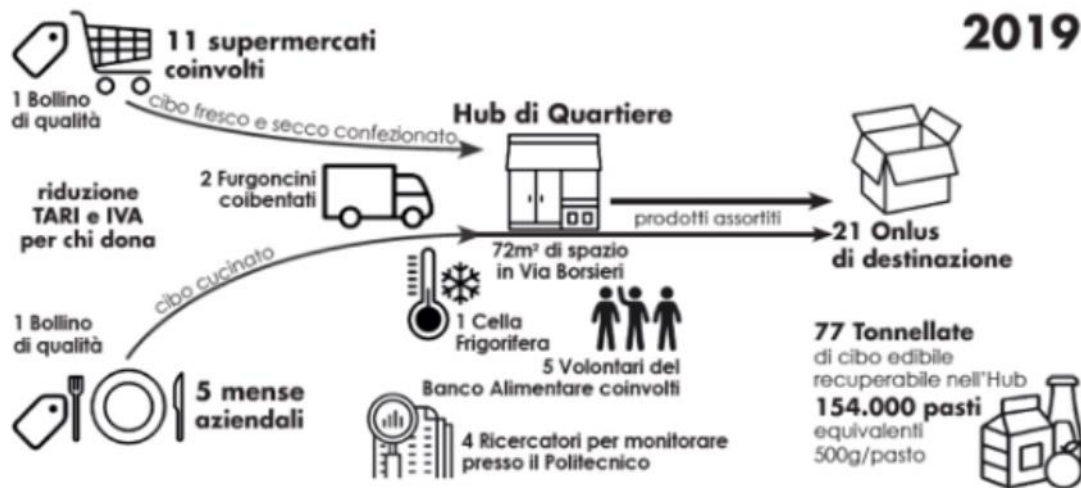 2019
11 supermercati
coinvolti
1 Bollino
di qualità
cibo fresco e secco confezionato
Hub di Quartiere
2 Furgoncini
coibentati
riduzione
TARI e IVA
per chi dona
prodotti assortiti
21 Onlus
di destinazione
72m² di spazio
in Via Borsieri
cibo cucinato
1 Cella
Frigorifera
1 Bollino
di qualità
5 mense
aziendali
5 Volontari del
Banco Alimentare coinvolti
4 Ricercatori per monitorare
presso il Politecnico
77 Tonnellate
di cibo edibile
recuperabile nell'Hub
154.000 pasti
equivalenti
500g/pasto